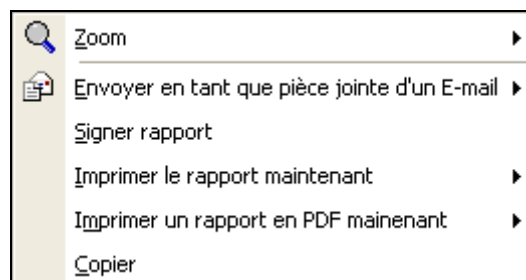 Zoom
Envoyer en tant que pièce jointe d'un E-mail
Signer rapport
Imprimer le rapport maintenant
Imprimer un rapport en PDF mainenant
Copier